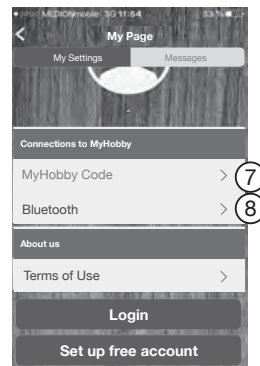 MEDIONmobile 3G 11:54 33 %
My Page
My Settings Messages
Connections to MyHobby
MyHobby Code > 7
Bluetooth > 8
About us
Terms of Use >
Login
Set up free account